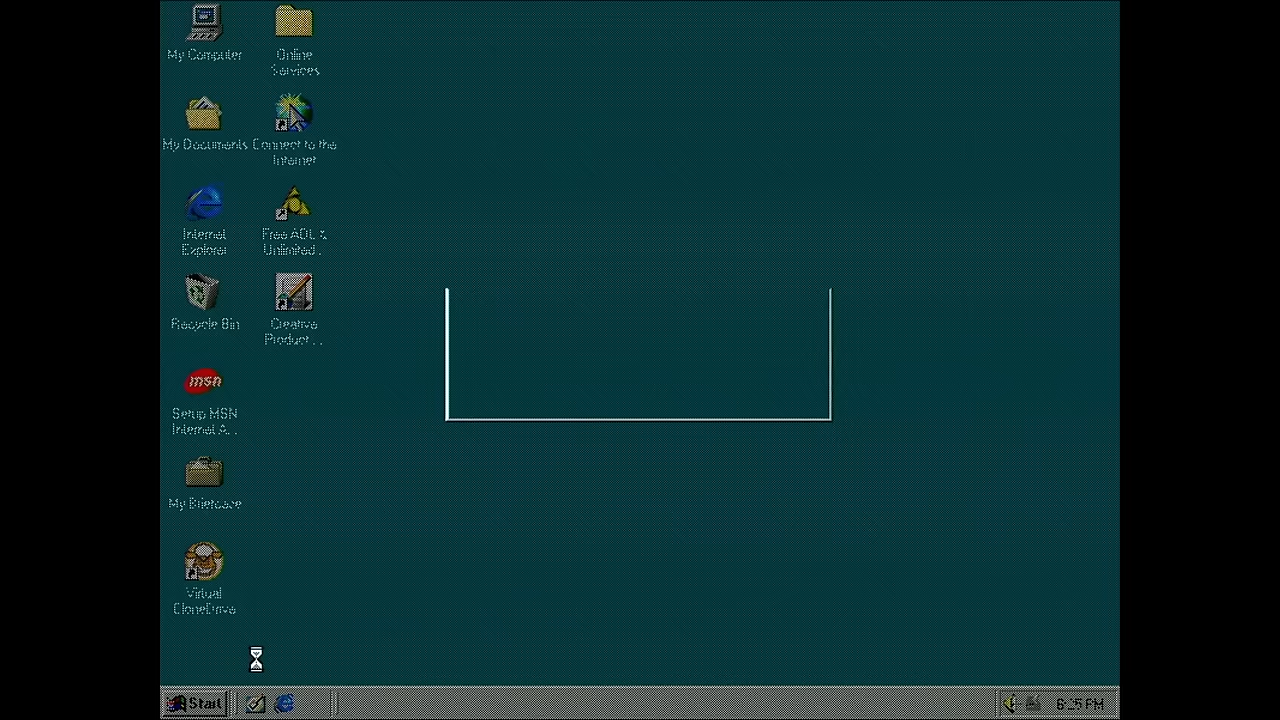 My Computer
Online
Services
My Documents
Connect to the
Internet
Internet
Explorer
Free AOL &
Unlimited...
Recycle Bin
Creative
Product ...
msn
Setup MSN
Internet A...
My Briefcase
Virtual
CloneDrive
Start
PM